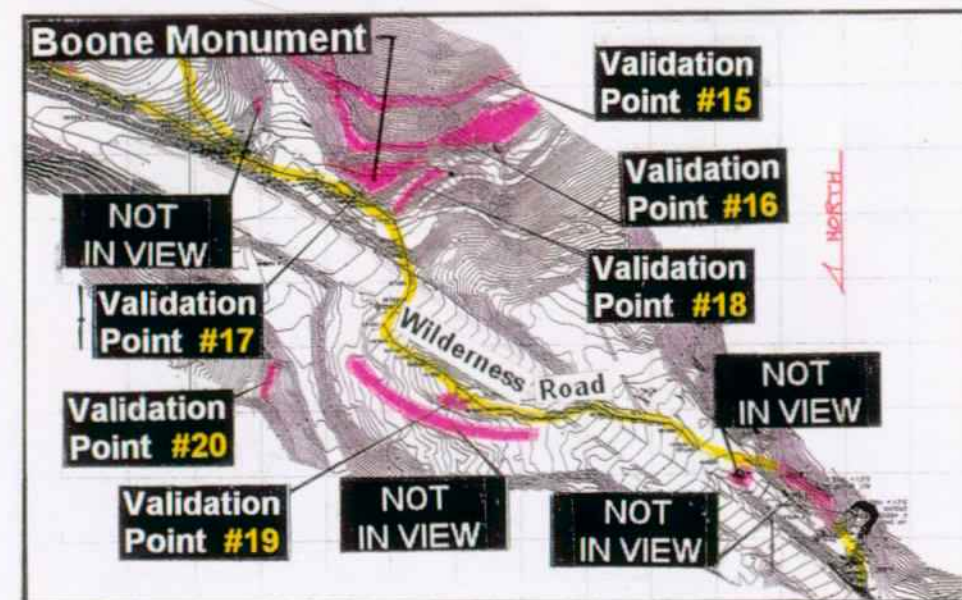 Boone Monument
Validation
Point #15
Validation
Point #16
NORTH
NOT
IN VIEW
Validation
Point #18
Validation
Point #17
Wilderness Road
NOT
IN VIEW
Validation
Point #20
Validation
Point #19
NOT
IN VIEW
NOT
IN VIEW
?